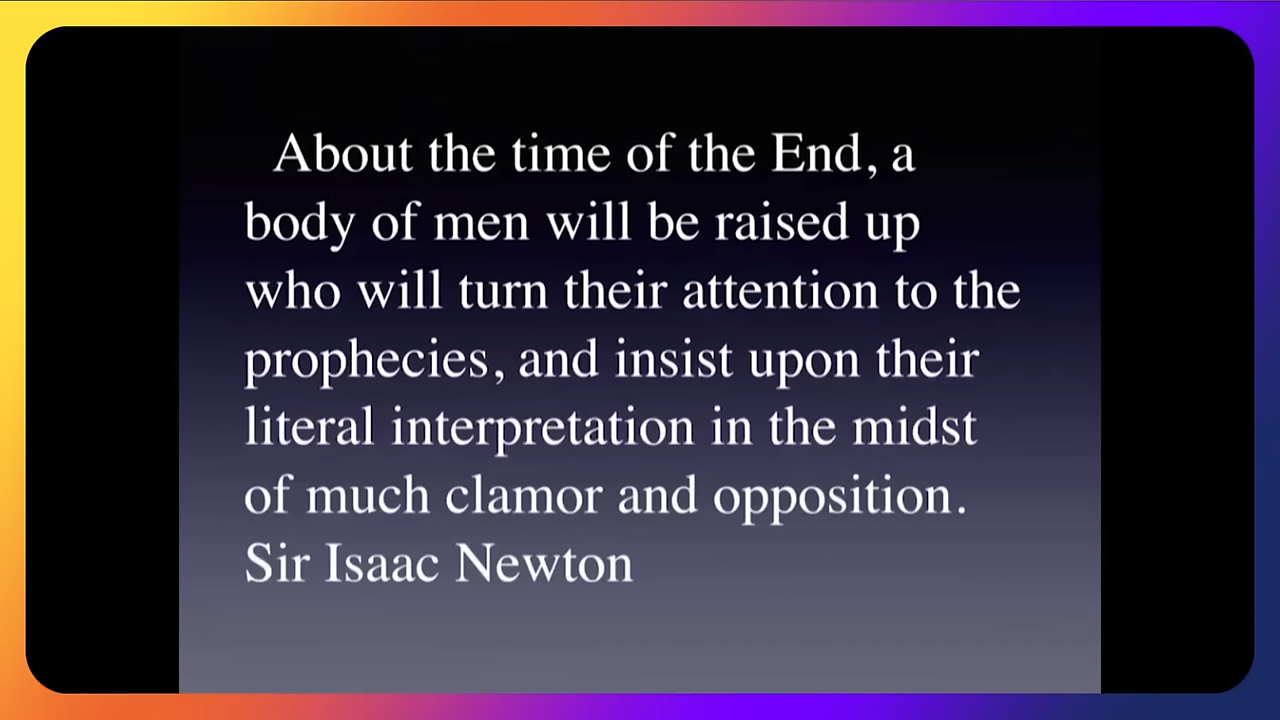 About the time of the End, a
body of men will be raised up
who will turn their attention to the
prophecies, and insist upon their
literal interpretation in the midst
of much clamor and opposition.
Sir Isaac Newton